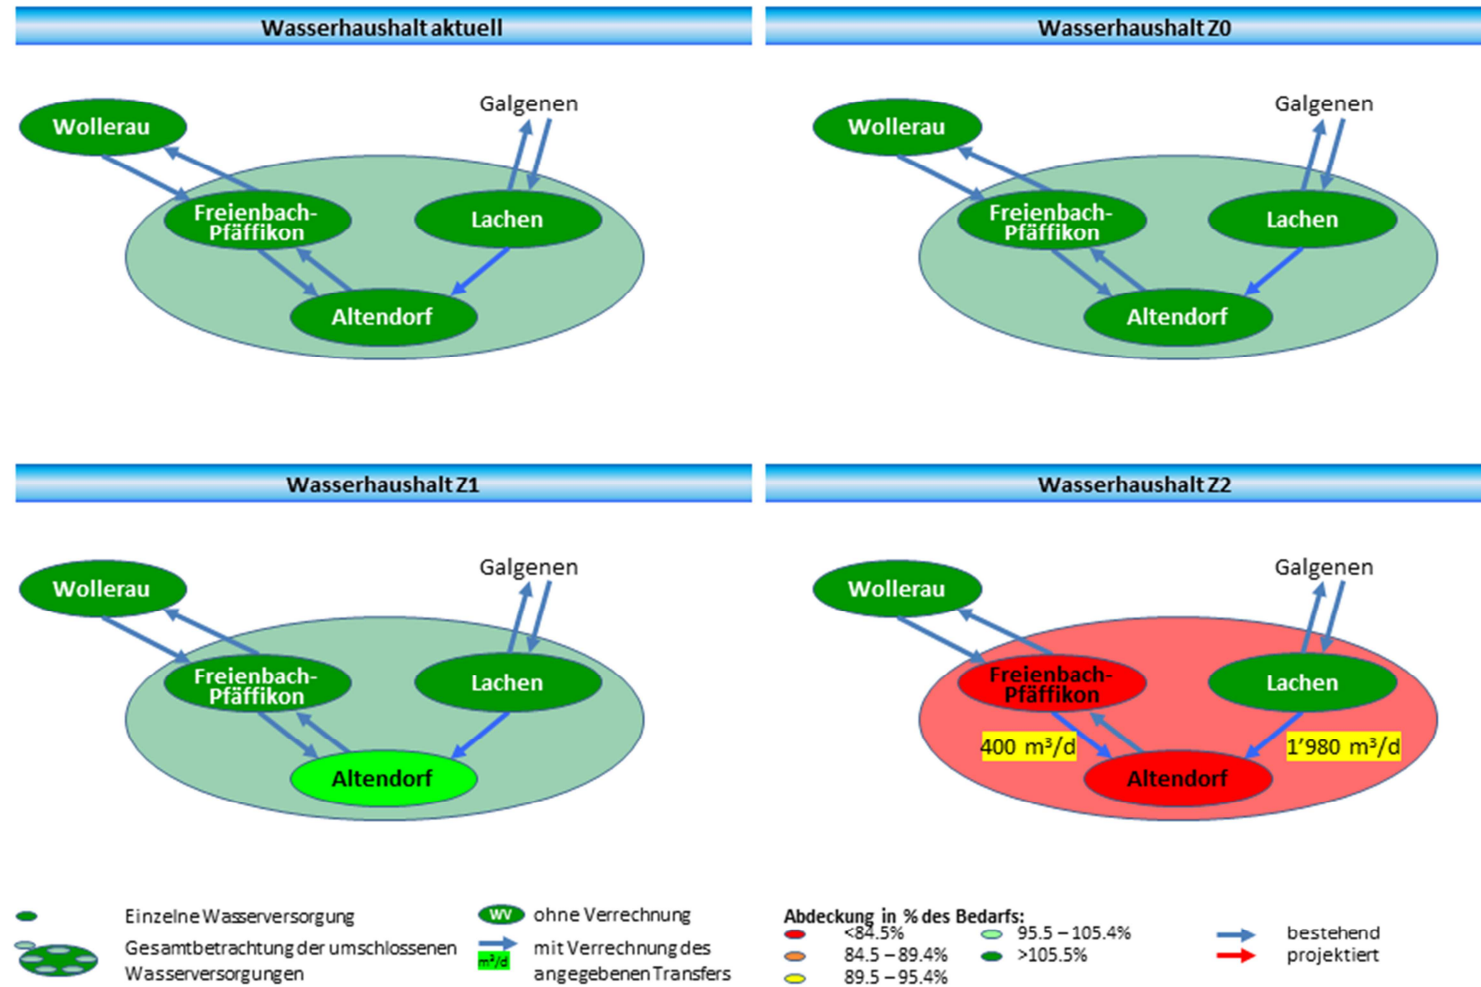 Wasserhaushalt aktuell
Galgenen
Wollerau
Freienbach-
Pfäffikon
Lachen
Altendorf
Wasserhaushalt Z0
Galgenen
Wollerau
Freienbach-
Pfäffikon
Lachen
Altendorf
Wasserhaushalt Z1
Galgenen
Wollerau
Freienbach-
Pfäffikon
Lachen
Altendorf
Wasserhaushalt Z2
Galgenen
Wollerau
Freienbach-
Pfäffikon
Lachen
400 m³/d
1'980 m³/d
Altendorf
Einzelne Wasserversorgung
Gesamtbetrachtung der umschlossenen
Wasserversorgungen
WV ohne Verrechnung
mit Verrechnung des
m³/d angegebenen Transfers
Abdeckung in % des Bedarfs:
<84.5%
84.5 – 89.4%
89.5 – 95.4%
95.5 – 105.4%
>105.5%
bestehend
projektiert